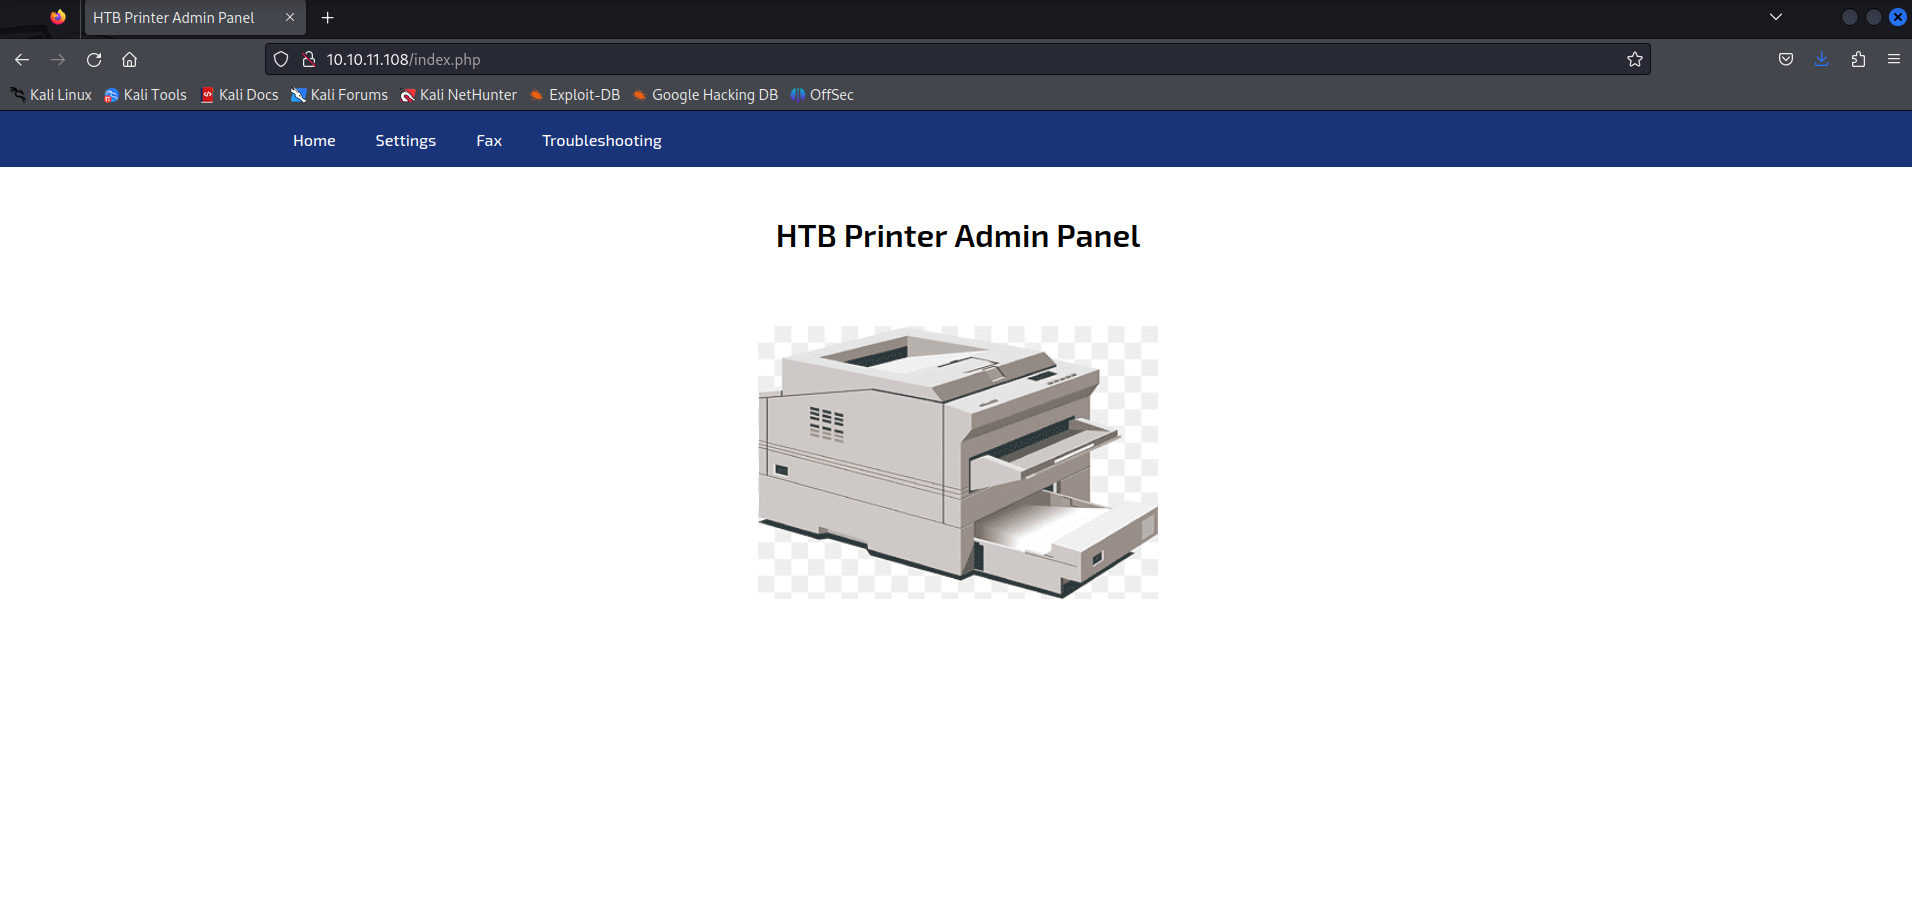 HTB Printer Admin Panel
10.10.11.108/index.php
Kali Linux Kali Tools Kali Docs Kali Forums Kali NetHunter Exploit-DB Google Hacking DB OffSec
Home Settings Fax Troubleshooting
HTB Printer Admin Panel